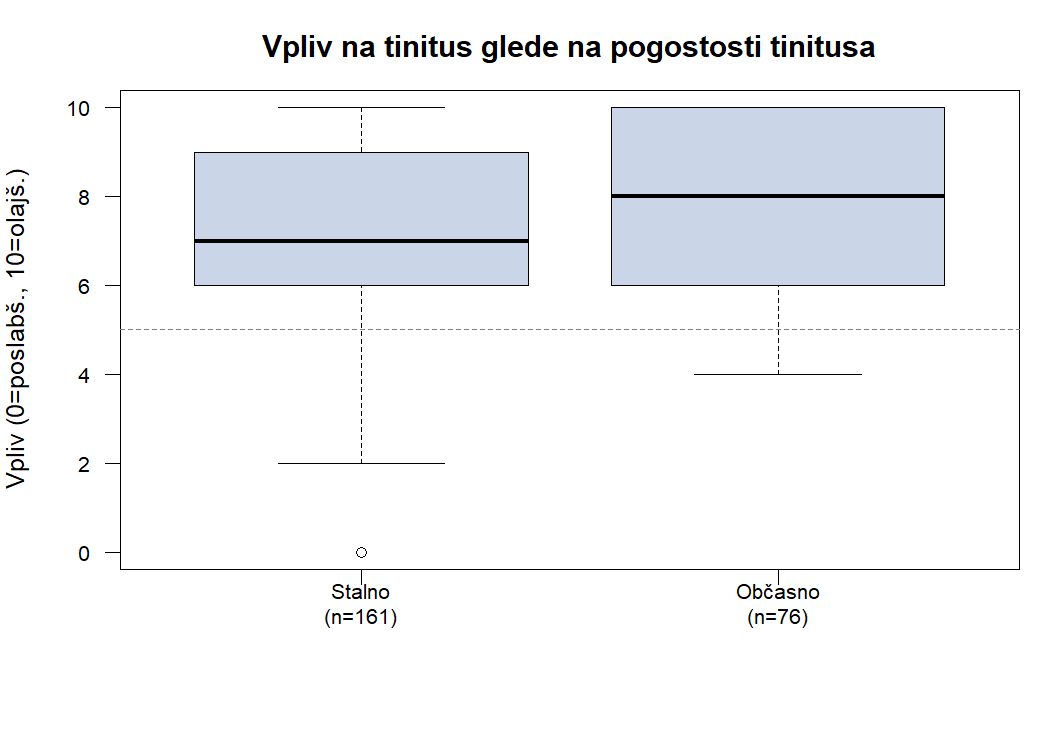 Vpliv na tinitus glede na pogostosti tinitusa
Vpliv (0=poslabš., 10=olajš.)
10
8
6
4
2
0
Stalno
(n=161)
Občasno
(n=76)